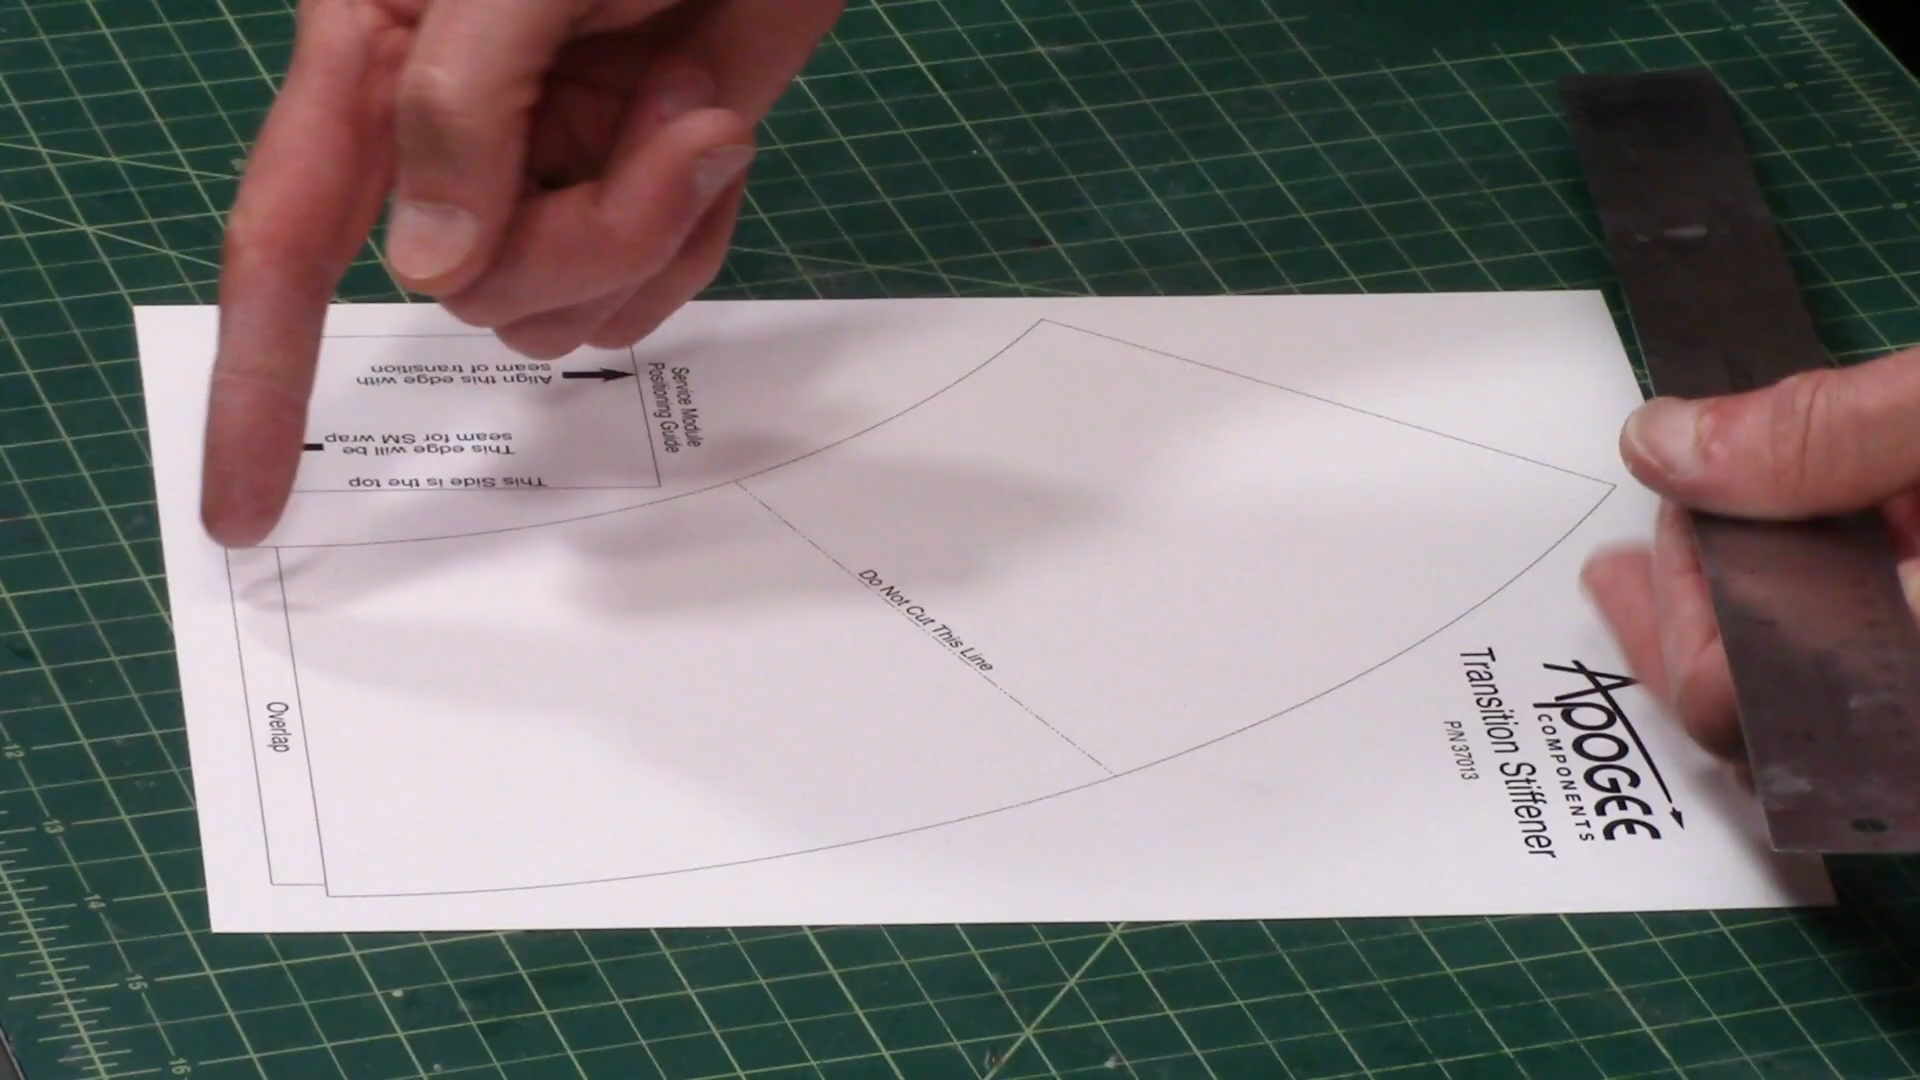 Service Module
Positioning Guide
Align this edge with
seam of transition
This edge will be
seam for SM wrap
This Side is the top
Do Not Cut This Line
Overlap
APOGEE
COMPONENTS
Transition Stiffener
P/N 37013
12
13
14
15
16